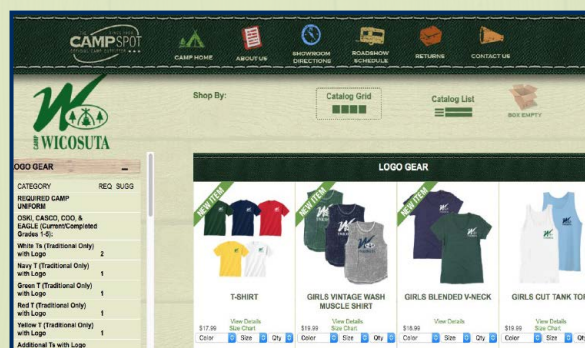 CAMPSPOT
CAMP HOME
ABOUT US
SHOWROOM
DIRECTIONS
ROADSHOW
SCHEDULE
RETURNS
CONTACT US
Shop By:
Catalog Grid
Catalog List
BOX EMPTY
CAMP WICOSUTA
OGO GEAR
CATEGORY REQ SUGG
REQUIRED CAMP
UNIFORM
OSKI, CASCO, COO, &
EAGLE (Current/Completed
Grades 1-5):
White Ts (Traditional Only)
with Logo 2
Navy T (Traditional Only)
with Logo 1
Green T (Traditional Only)
with Logo 1
Red T (Traditional Only)
with Logo 1
Yellow T (Traditional Only)
with Logo 1
Additional Ts with Logo
LOGO GEAR
NEW ITEM
T-SHIRT
View Details
$17.99 Size Chart
Color Size Qty
NEW ITEM
GIRLS VINTAGE WASH
MUSCLE SHIRT
View Details
$19.99 Size Chart
Color Size Qty
NEW ITEM
GIRLS BLENDED V-NECK
View Details
$18.99 Size Chart
Color Size Qty
GIRLS CUT TANK TOP
View Details
$19.99 Size Chart
Color Size Qty